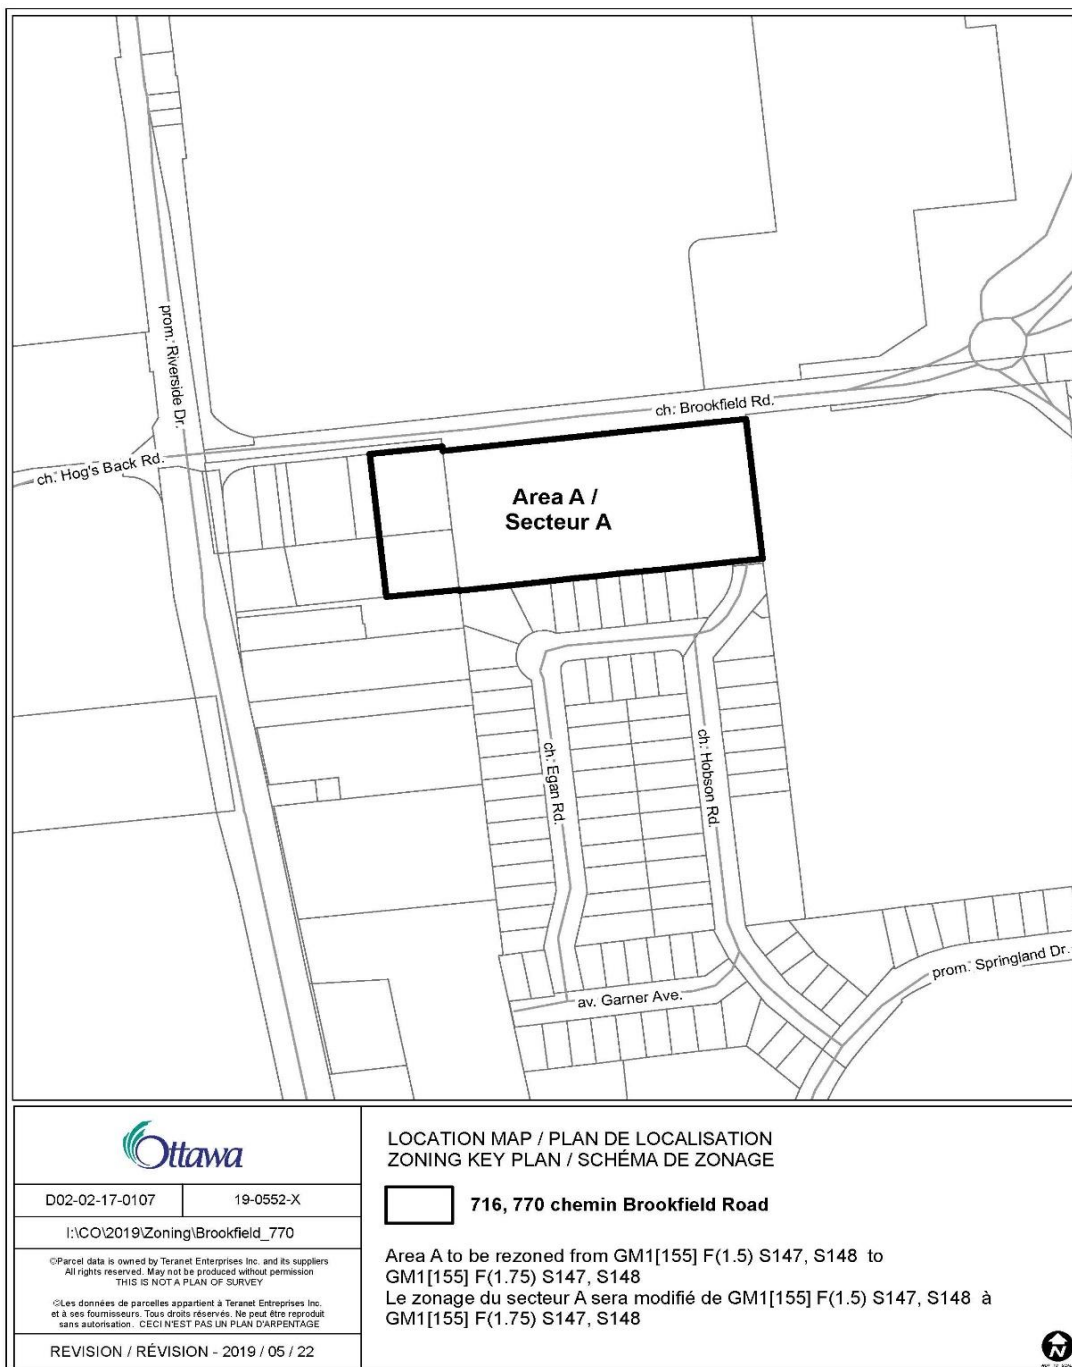 prom. Riverside Dr.
ch. Brookfield Rd.
ch. Hog's Back Rd.
Area A /
Secteur A
ch. Egan Rd.
ch. Hobson Rd.
prom. Springland Dr.
av. Garner Ave.
Ottawa
D02-02-17-0107 19-0552-X
I:\CO\2019\Zoning\Brookfield_770
©Parcel data is owned by Teranet Enterprises Inc. and its suppliers
All rights reserved. May not be produced without permission
THIS IS NOT A PLAN OF SURVEY
©Les données de parcelles appartient à Teranet Entreprises Inc.
et à ses fournisseurs. Tous droits réservés. Ne peut être reproduit
sans autorisation. CECI N'EST PAS UN PLAN D'ARPENTAGE
REVISION / RÉVISION - 2019 / 05 / 22
LOCATION MAP / PLAN DE LOCALISATION
ZONING KEY PLAN / SCHÉMA DE ZONAGE
716, 770 chemin Brookfield Road
Area A to be rezoned from GM1[155] F(1.5) S147, S148 to
GM1[155] F(1.75) S147, S148
Le zonage du secteur A sera modifié de GM1[155] F(1.5) S147, S148 à
GM1[155] F(1.75) S147, S148
N